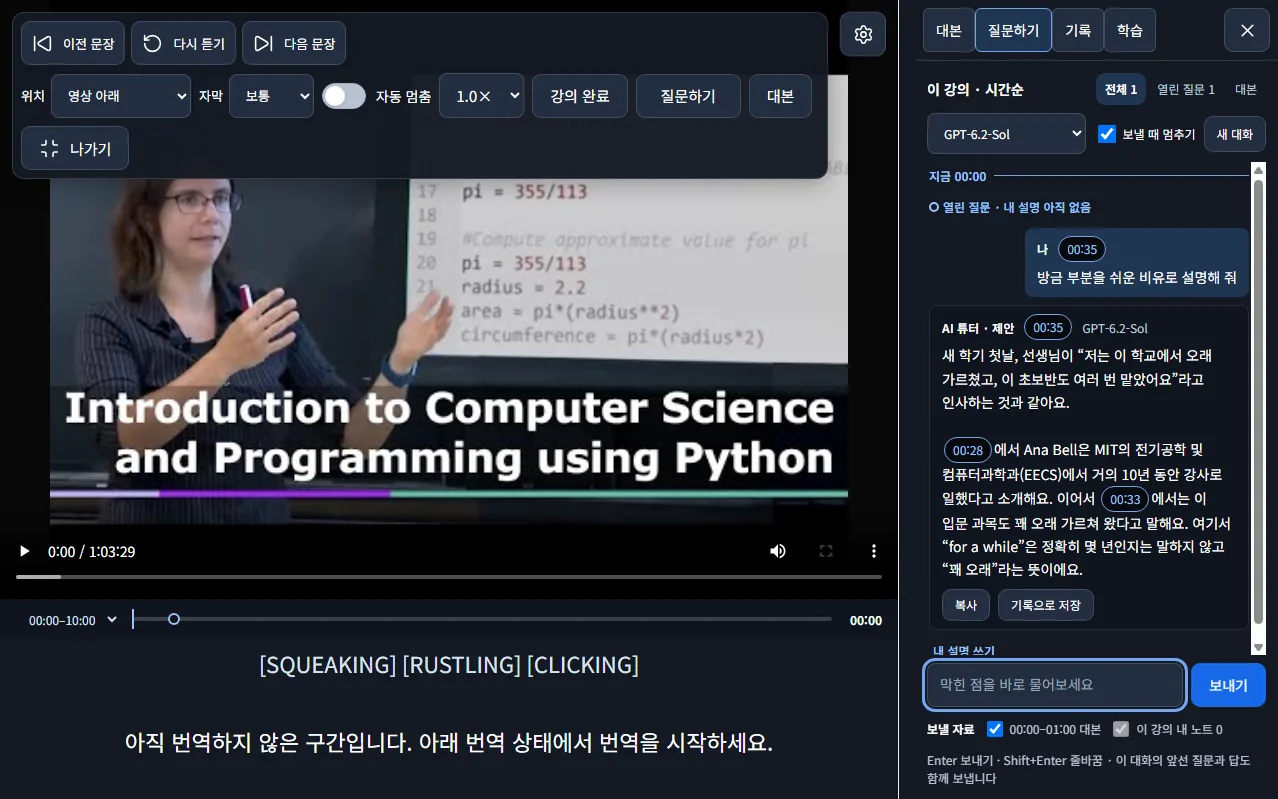 이전 문장 다시 듣기 다음 문장
위치 영상 아래 자막 보통 자동 멈춤 1.0× 강의 완료 질문하기 대본
나가기
17 pi = 355/113
18
19 #Compute approximate value for pi
20 pi = 355/113
21 radius = 2.2
area = pi*(radius**2)
circumference = pi*(radius*2)
Introduction to Computer Science
and Programming using Python
0:00 / 1:03:29
00:00–10:00 00:00
[SQUEAKING] [RUSTLING] [CLICKING]
아직 번역하지 않은 구간입니다. 아래 번역 상태에서 번역을 시작하세요.
대본 질문하기 기록 학습
이 강의 · 시간순 전체 1 열린 질문 1 대본
GPT-6.2-Sol 보낼 때 멈추기 새 대화
지금 00:00
열린 질문 · 내 설명 아직 없음
나 00:35
방금 부분을 쉬운 비유로 설명해 줘
AI 튜터 · 제안 00:35 GPT-6.2-Sol
새 학기 첫날, 선생님이 “저는 이 학교에서 오래
가르쳤고, 이 초보반도 여러 번 맡았어요”라고
인사하는 것과 같아요.
00:28 에서 Ana Bell은 MIT의 전기공학 및
컴퓨터과학과(EECS)에서 거의 10년 동안 강사로
일했다고 소개해요. 이어서 00:33 에서는 이
입문 과목도 꽤 오래 가르쳐 왔다고 말해요. 여기서
“for a while”은 정확히 몇 년인지는 말하지 않고
“꽤 오래”라는 뜻이에요.
복사 기록으로 저장
내 설명 쓰기
막힌 점을 바로 물어보세요 보내기
보낼 자료 00:00–01:00 대본 이 강의 내 노트 0
Enter 보내기 · Shift+Enter 줄바꿈 · 이 대화의 앞선 질문과 답도
함께 보냅니다